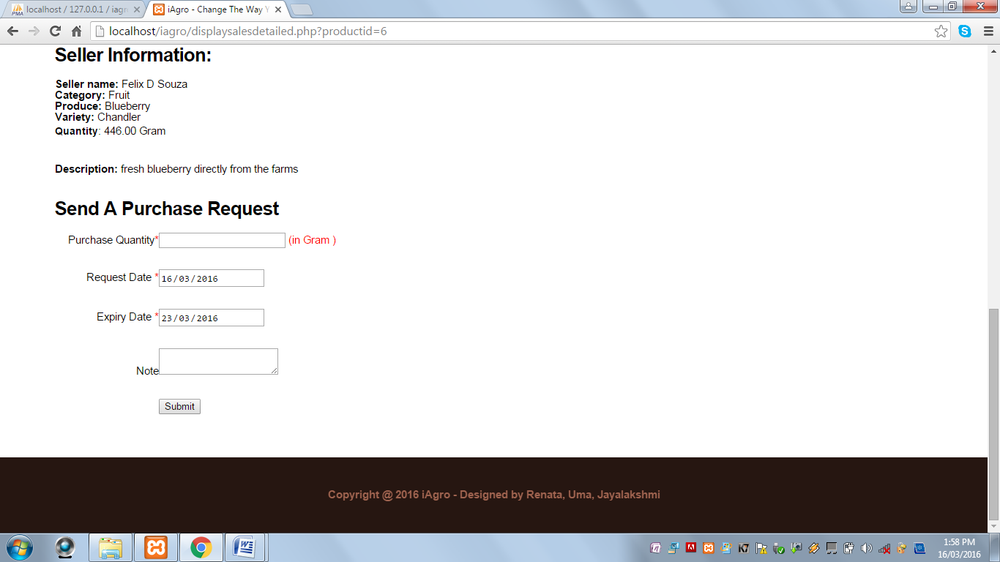 localhost / 127.0.0.1 / iagr
iAgro - Change The Way Y
localhost/iagro/displaysalesdetailed.php?productid=6
Seller Information:
Seller name: Felix D Souza
Category: Fruit
Produce: Blueberry
Variety: Chandler
Quantity: 446.00 Gram
Description: fresh blueberry directly from the farms
Send A Purchase Request
Purchase Quantity* (in Gram )
Request Date * 16/03/2016
Expiry Date * 23/03/2016
Note
Submit
Copyright @ 2016 iAgro - Designed by Renata, Uma, Jayalakshmi
1:58 PM
16/03/2016